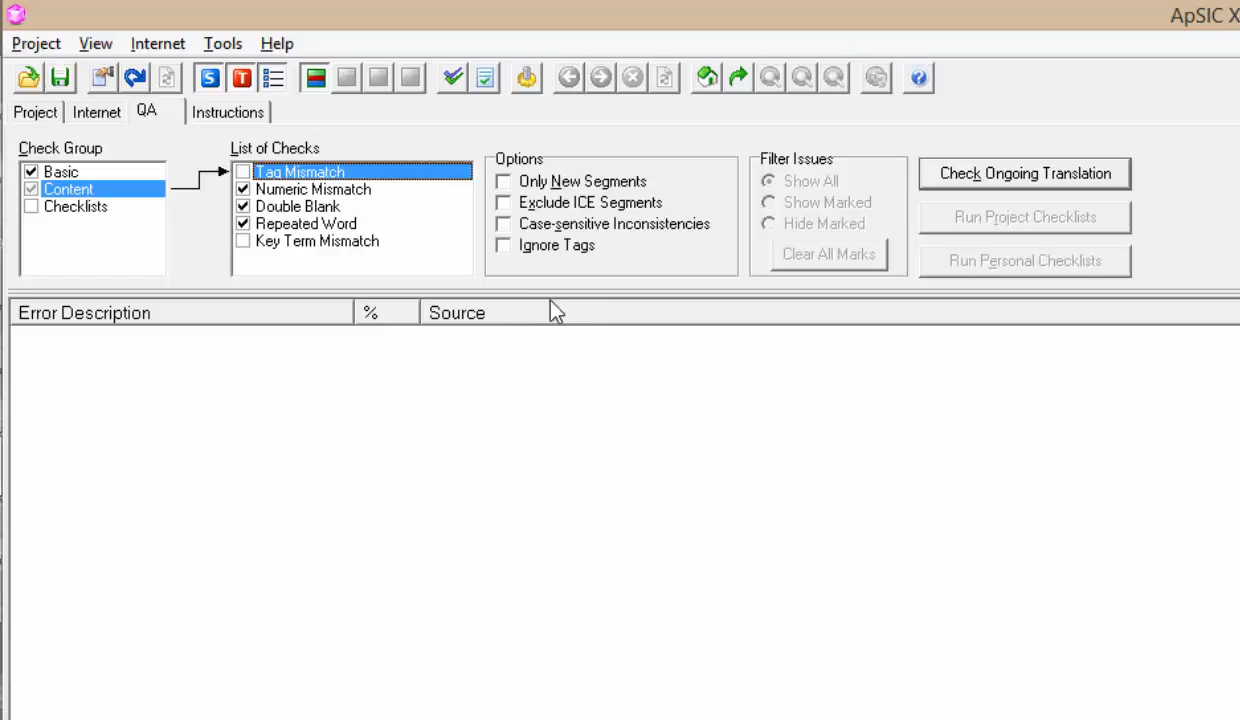 ApSIC X
Project View Internet Tools Help
Project Internet QA Instructions
Check Group
Basic
Content
Checklists
List of Checks
Tag Mismatch
Numeric Mismatch
Double Blank
Repeated Word
Key Term Mismatch
Options
Only New Segments
Exclude ICE Segments
Case-sensitive Inconsistencies
Ignore Tags
Filter Issues
Show All
Show Marked
Hide Marked
Clear All Marks
Check Ongoing Translation
Run Project Checklists
Run Personal Checklists
Error Description % Source